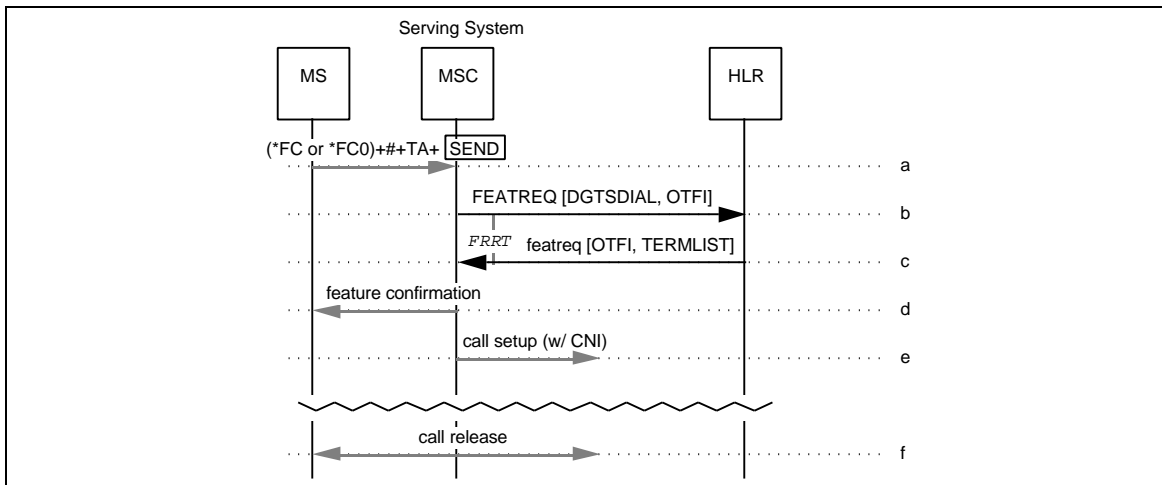 Serving System
MS
MSC
HLR
(*FC or *FC0)+#+TA+ SEND
a
FEATREQ [DGTSDIAL, OTFI]
b
FRRT
featreq [OTFI, TERMLIST]
c
feature confirmation
d
call setup (w/ CNI)
e
call release
f